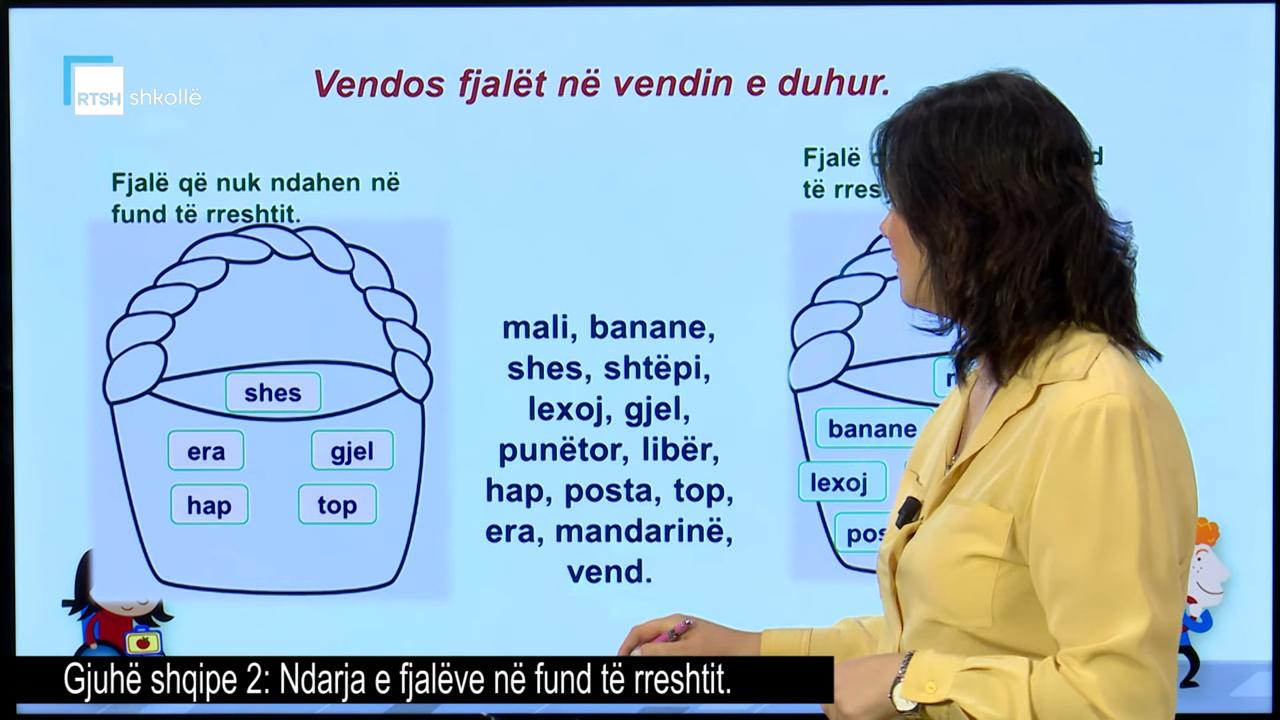 RTSH shkollë
Vendos fjalët në vendin e duhur.
Fjalë që nuk ndahen në
fund të rreshtit.
shes
era
gjel
hap
top
mali, banane,
shes, shtëpi,
lexoj, gjel,
punëtor, libër,
hap, posta, top,
era, mandarinë,
vend.
Fjalë
të
banane
lexoj
Gjuhë shqipe 2: Ndarja e fjalëve në fund të rreshtit.